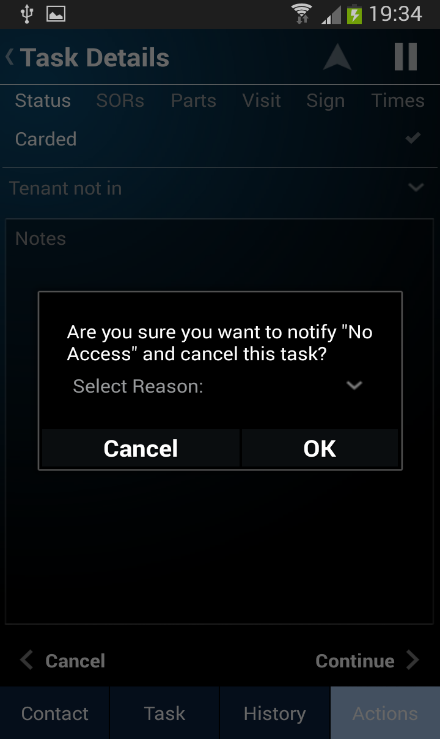 19:34
Task Details
Status SORs Parts Visit Sign Times
Carded
Tenant not in
Notes
Are you sure you want to notify "No
Access" and cancel this task?
Select Reason:
Cancel OK
Cancel Continue
Contact Task History Actions